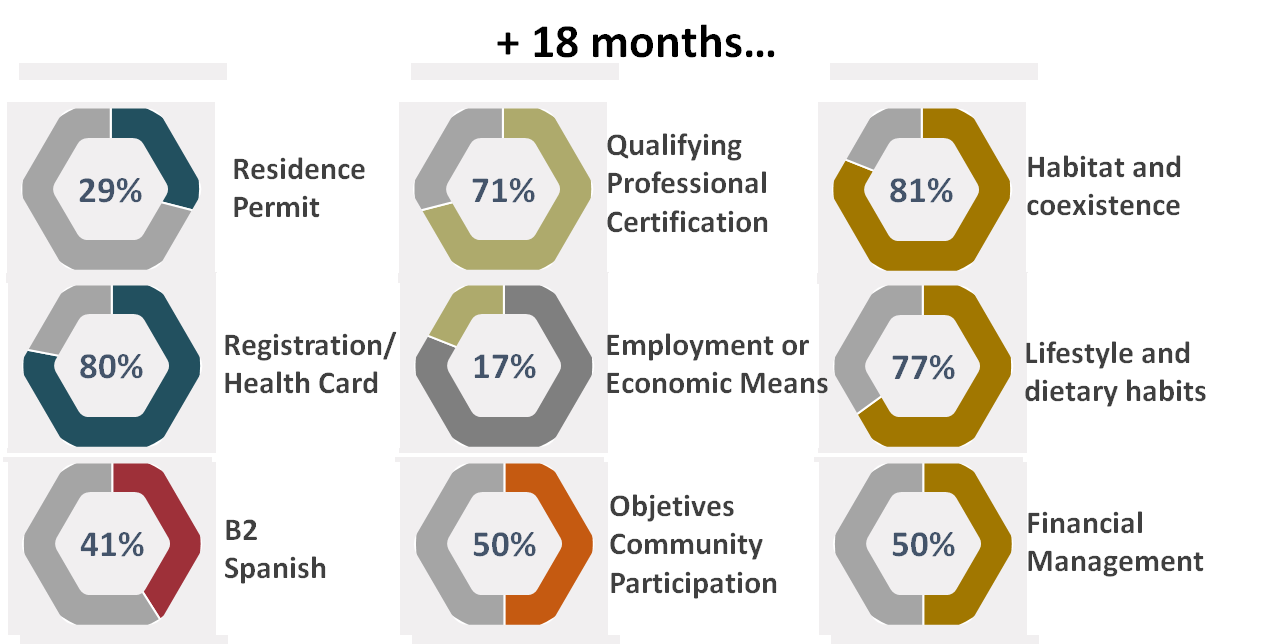 + 18 months...
29%
Residence
Permit
71%
Qualifying
Professional
Certification
81%
Habitat and
coexistence
80%
Registration/
Health Card
17%
Employment or
Economic Means
77%
Lifestyle and
dietary habits
41%
B2
Spanish
50%
Objetives
Community
Participation
50%
Financial
Management